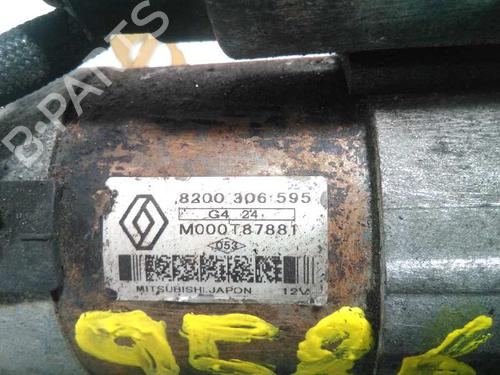 B-PARTS
8200 306 595
G4 24
M000T87881
053
MITSUBISHI.JAPON 12V